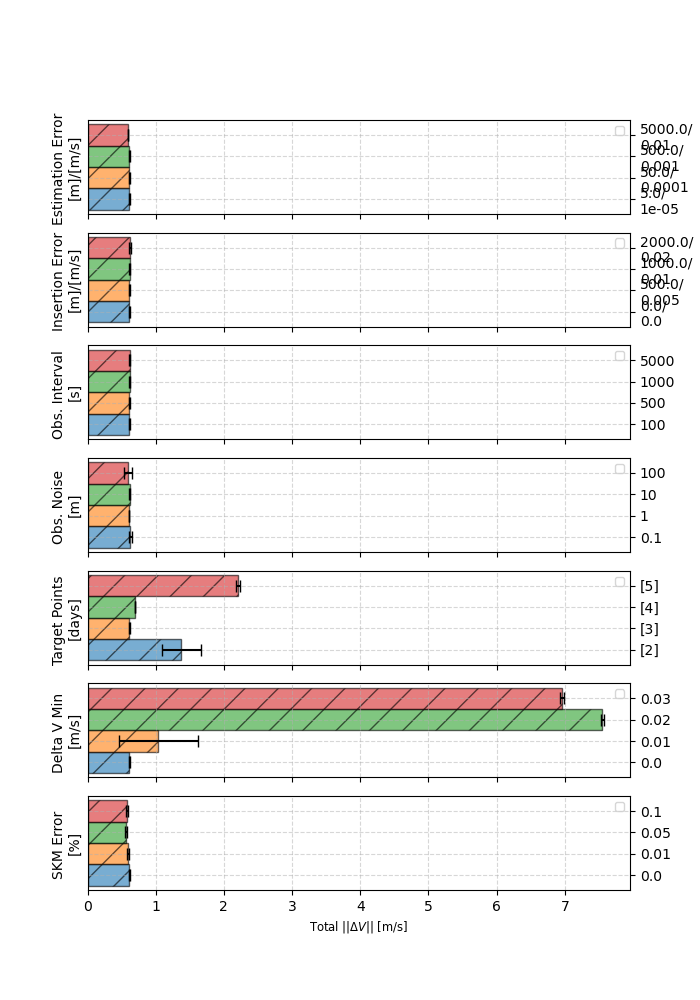 Estimation Error
[m]/[m/s]
5000.0/
0.01
500.0/
0.001
50.0/
0.0001
5.0/
1e-05
Insertion Error
[m]/[m/s]
2000.0/
0.02
1000.0/
0.01
500.0/
0.005
0.0/
0.0
Obs. Interval
[s]
5000
1000
500
100
Obs. Noise
[m]
100
10
1
0.1
Target Points
[days]
[5]
[4]
[3]
[2]
Delta V Min
[m/s]
0.03
0.02
0.01
0.0
SKM Error
[%]
0.1
0.05
0.01
0.0
0 1 2 3 4 5 6 7
Total ||ΔV|| [m/s]